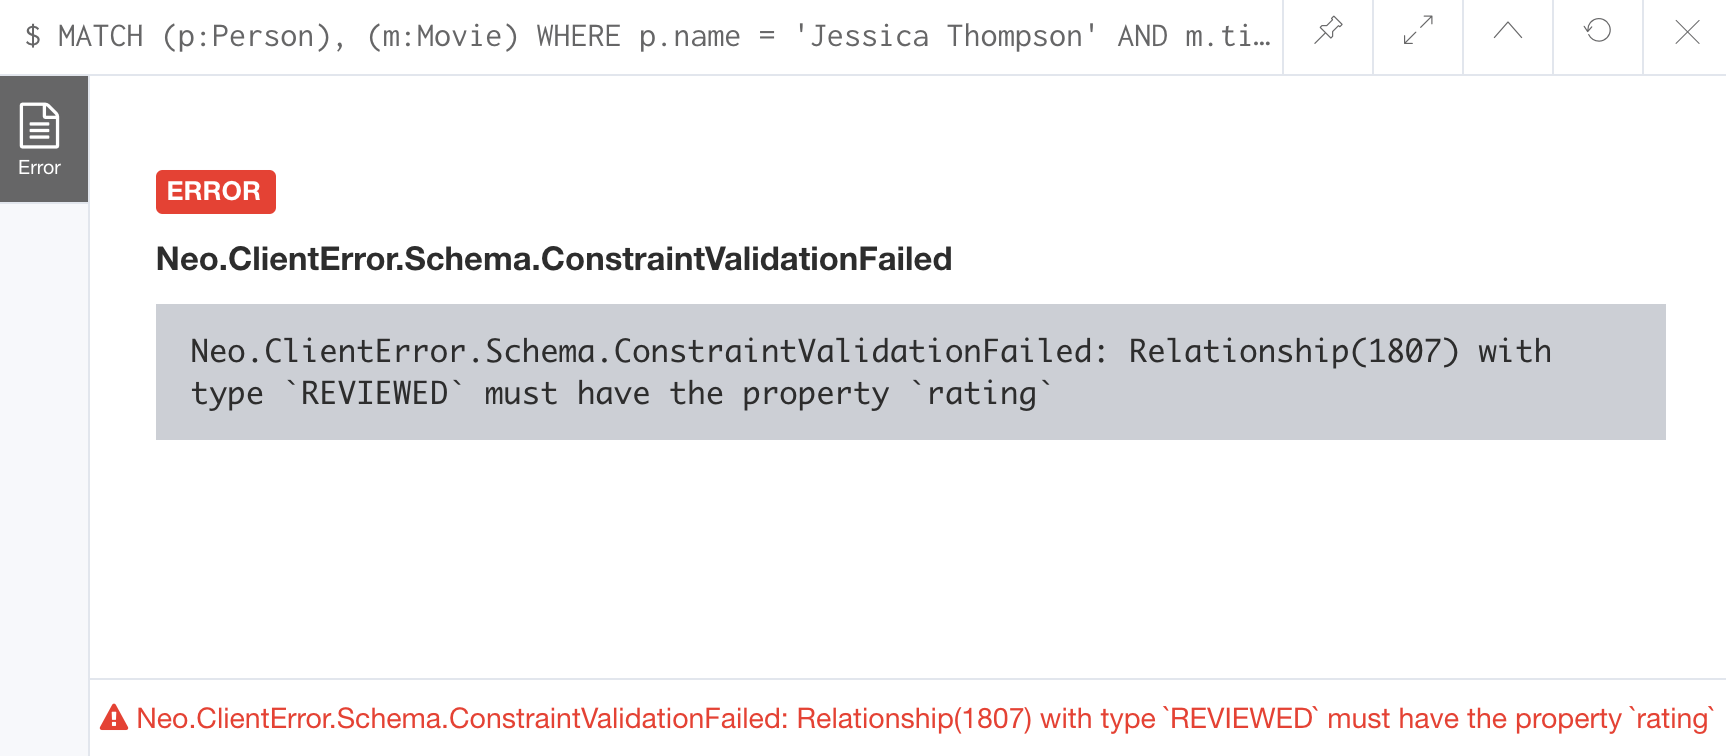 $ MATCH (p:Person), (m:Movie) WHERE p.name = 'Jessica Thompson' AND m.ti…
Error
ERROR
Neo.ClientError.Schema.ConstraintValidationFailed
Neo.ClientError.Schema.ConstraintValidationFailed: Relationship(1807) with
type `REVIEWED` must have the property `rating`
Neo.ClientError.Schema.ConstraintValidationFailed: Relationship(1807) with type `REVIEWED` must have the property `rating`